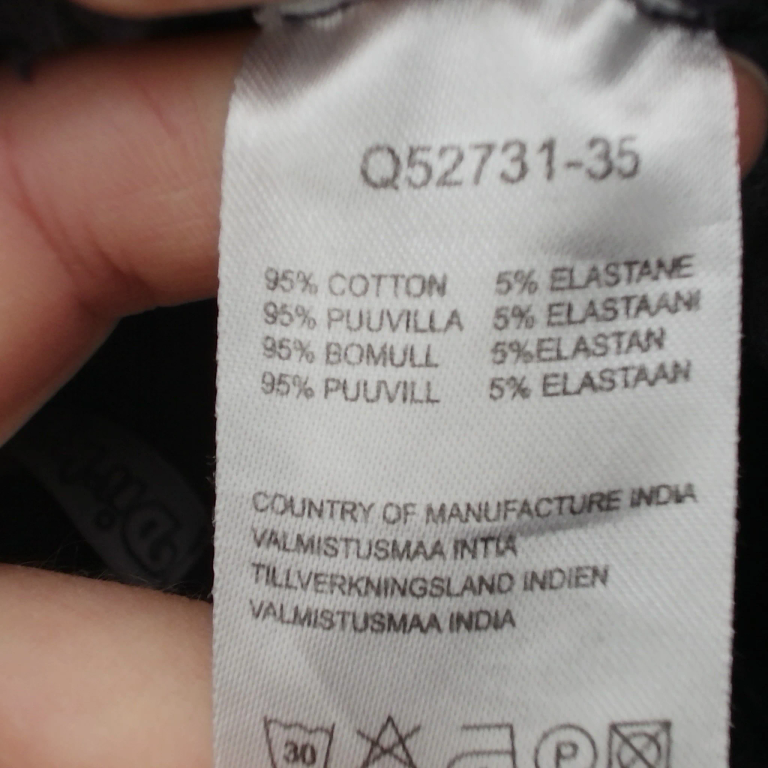 Q52731-35
95% COTTON 5% ELASTANE
95% PUUVILLA 5% ELASTAANI
95% BOMULL 5%ELASTAN
95% PUUVILL 5% ELASTAAN
COUNTRY OF MANUFACTURE INDIA
VALMISTUSMAA INTIA
TILLVERKNINGSLAND INDIEN
VALMISTUSMAA INDIA
30 P